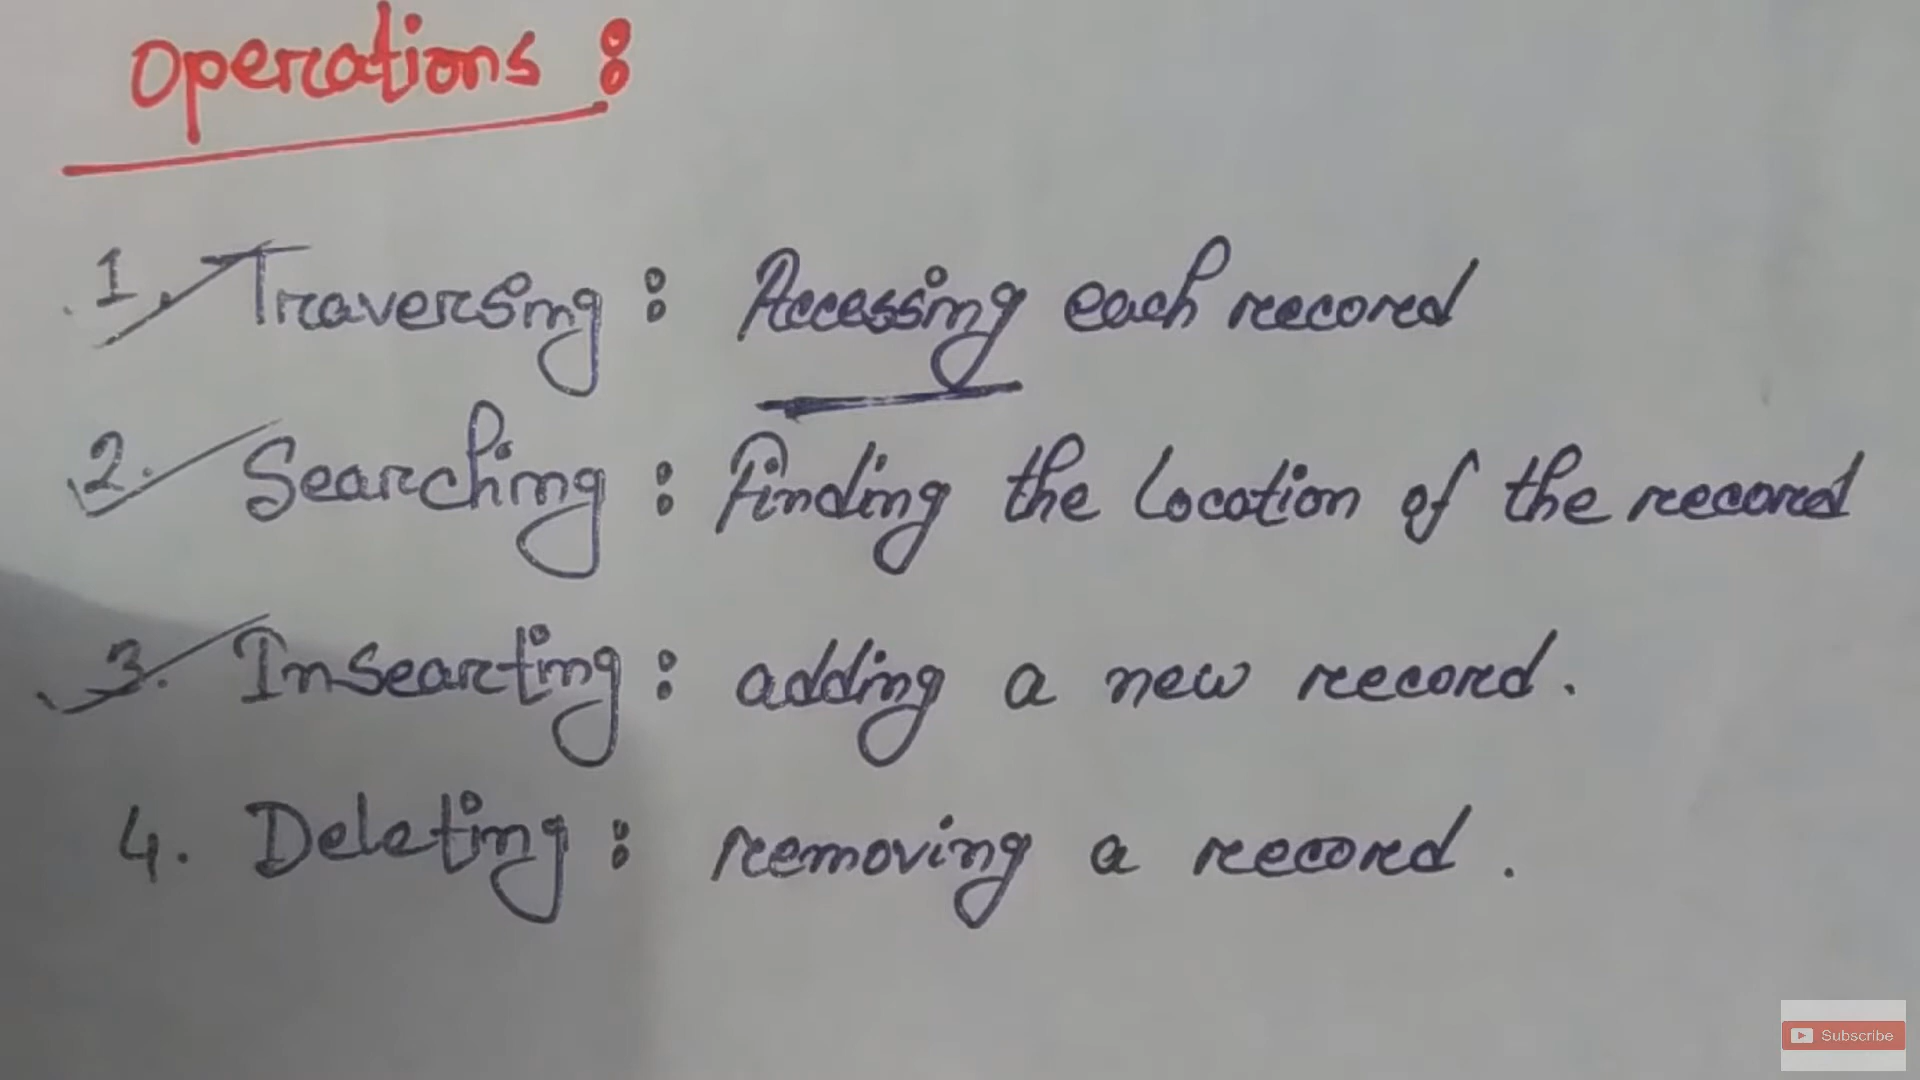 Operations :
1. Traversing : Accessing each record
2. Searching : Finding the location of the record
3. Insearting : adding a new record.
4. Deleting : removing a record .
Subscribe